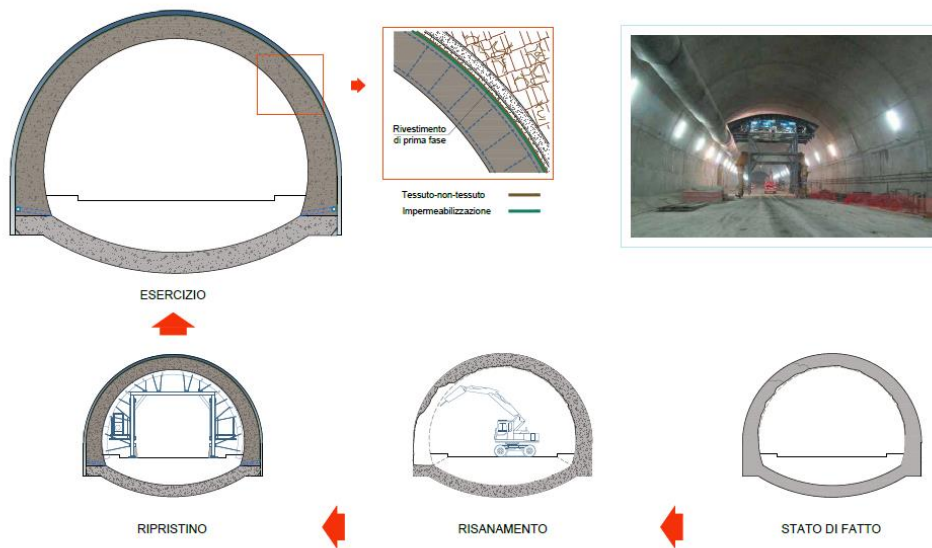 Rivestimento
di prima fase
Tessuto-non-tessuto
Impermeabilizzazione
ESERCIZIO
RIPRISTINO
RISANAMENTO
STATO DI FATTO